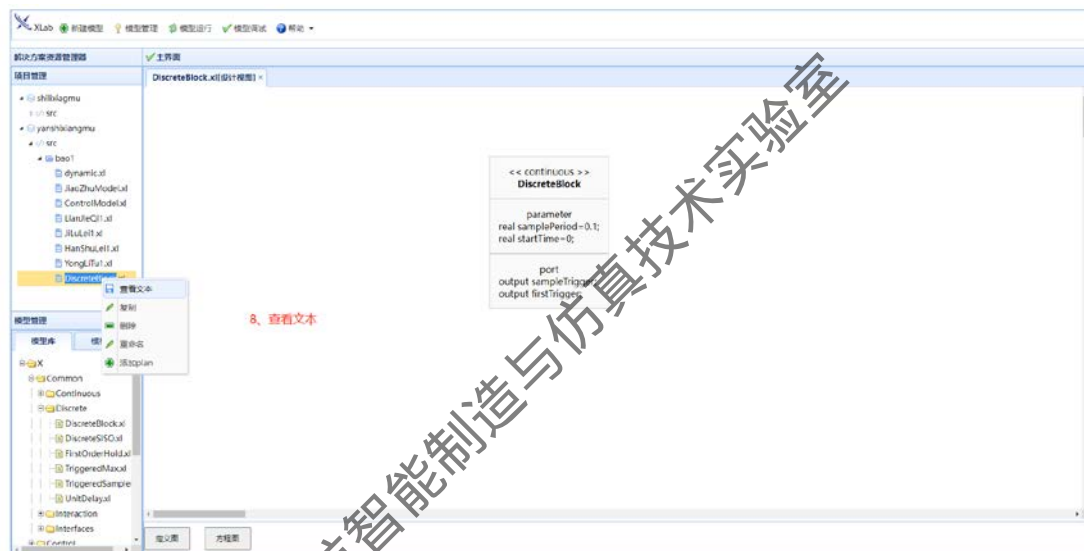 XLab 新建模型 模型管理 模型运行 模型调试 帮助
解决方案资源管理器
主界面
项目管理
DiscreteBlock.xl[设计视图] ×
shilixiagmu
src
yanshixiangmu
src
bao1
dynamic.xl
JiaoZhuModel.xl
ControlModel.xl
LianJieQi1.xl
JiLuLei1.xl
HanShuLei1.xl
YongLiTu1.xl
查看文本
复制
删除
重命名
添加plan
<< continuous >>
DiscreteBlock
parameter
real samplePeriod=0.1;
real startTime=0;
port
output sampleTrigger;
output firstTrigger;
8、查看文本
模型管理
模型库
X
Common
Continuous
Discrete
DiscreteBlock.xl
DiscreteSISO.xl
FirstOrderHold.xl
TriggeredMax.xl
TriggeredSample
UnitDelay.xl
Interaction
Interfaces
Control
定义图 方程图
智能制造与仿真技术实验室